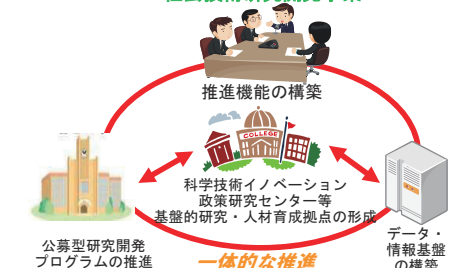 推進機能の構築
COLLEGE
科学技術イノベーション
政策研究センター等
基盤的研究・人材育成拠点の形成
公募型研究開発
プログラムの推進
データ・
情報基盤
の構築
一体的な推進